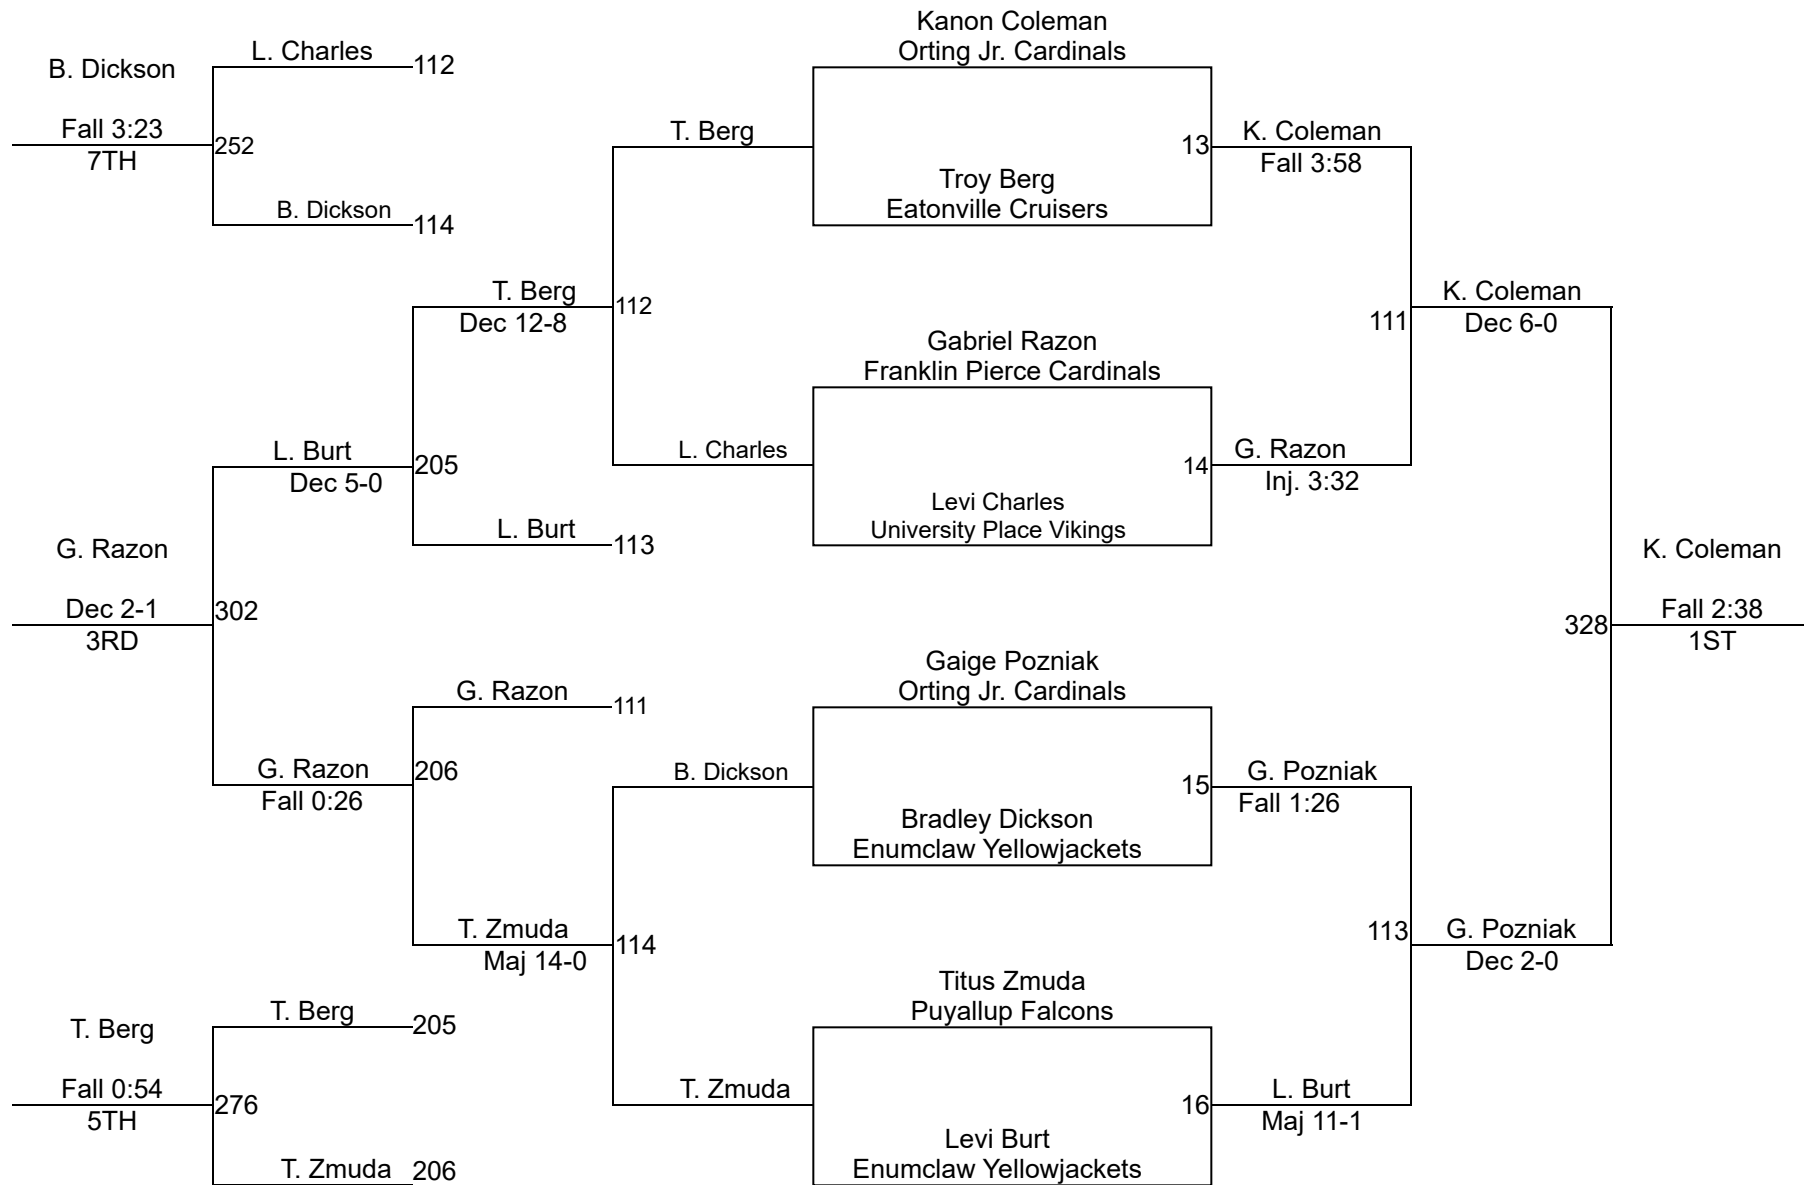 Kanon Coleman
Orting Jr. Cardinals
L. Charles
112
B. Dickson
Fall 3:23
7TH
252
B. Dickson
114
T. Berg
13
K. Coleman
Fall 3:58
Troy Berg
Eatonville Cruisers
T. Berg
Dec 12-8
112
111
K. Coleman
Dec 6-0
Gabriel Razon
Franklin Pierce Cardinals
L. Burt
Dec 5-0
205
L. Charles
14
G. Razon
Inj. 3:32
Levi Charles
University Place Vikings
L. Burt
113
G. Razon
Dec 2-1
3RD
302
K. Coleman
328
Fall 2:38
1ST
Gaige Pozniak
Orting Jr. Cardinals
G. Razon
111
G. Razon
Fall 0:26
206
B. Dickson
15
G. Pozniak
Fall 1:26
Bradley Dickson
Enumclaw Yellowjackets
T. Zmuda
Maj 14-0
114
113
G. Pozniak
Dec 2-0
Titus Zmuda
Puyallup Falcons
T. Berg
205
T. Berg
Fall 0:54
5TH
276
T. Zmuda
16
L. Burt
Maj 11-1
Levi Burt
Enumclaw Yellowjackets
T. Zmuda
206